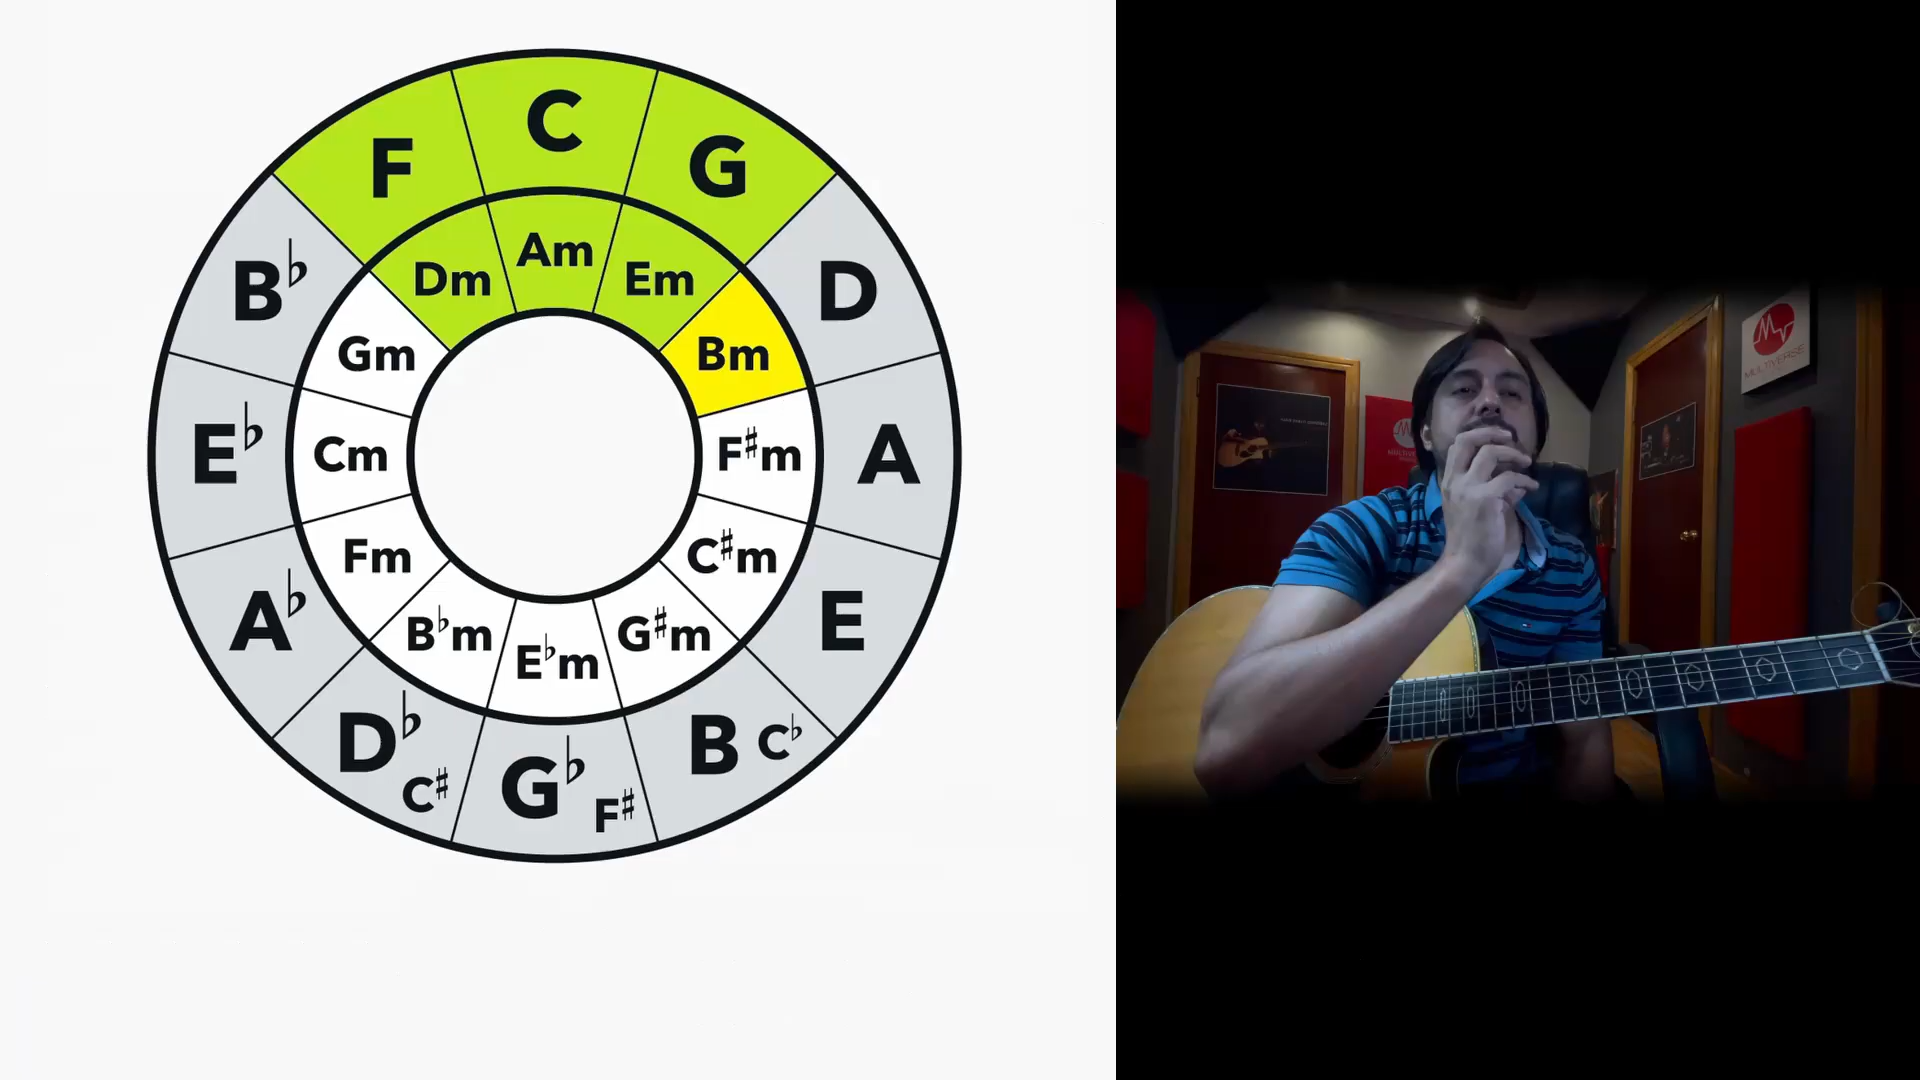 C
F
G
Am
Dm
Em
B♭
D
Gm
Bm
E♭
Cm
F♯m
A
Fm
C♯m
A♭
B♭m
G♯m
E
E♭m
D♭
C♯
G♭
F♯
B C♭
MULTIVERSE